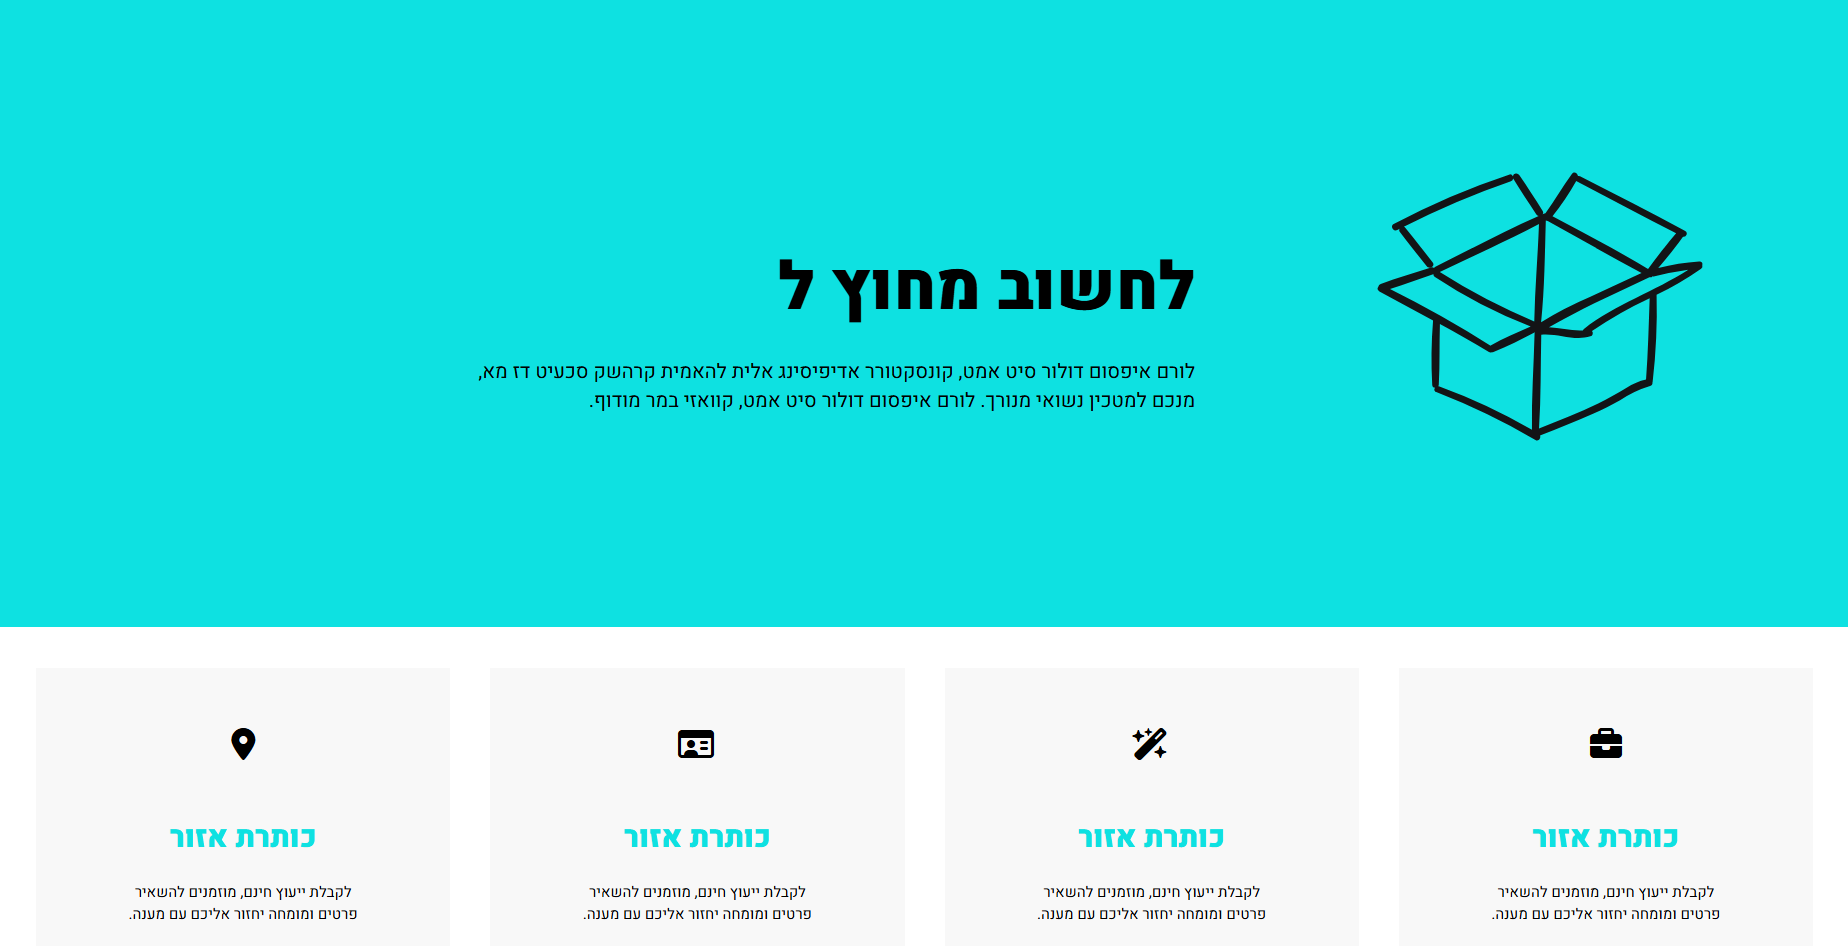 לחשוב מחוץ ל
לורם איפסום דולור סיט אמט, קונסקטורר אדיפיסינג אלית להאמית קרהשק סכעיט דז מא,
מנכם למטכין נשואי מנורך. לורם איפסום דולור סיט אמט, קוואזי במר מודוף.
כותרת אזור
לקבלת ייעוץ חינם, מוזמנים להשאיר
פרטים ומומחה יחזור אליכם עם מענה.
כותרת אזור
לקבלת ייעוץ חינם, מוזמנים להשאיר
פרטים ומומחה יחזור אליכם עם מענה.
כותרת אזור
לקבלת ייעוץ חינם, מוזמנים להשאיר
פרטים ומומחה יחזור אליכם עם מענה.
כותרת אזור
לקבלת ייעוץ חינם, מוזמנים להשאיר
פרטים ומומחה יחזור אליכם עם מענה.